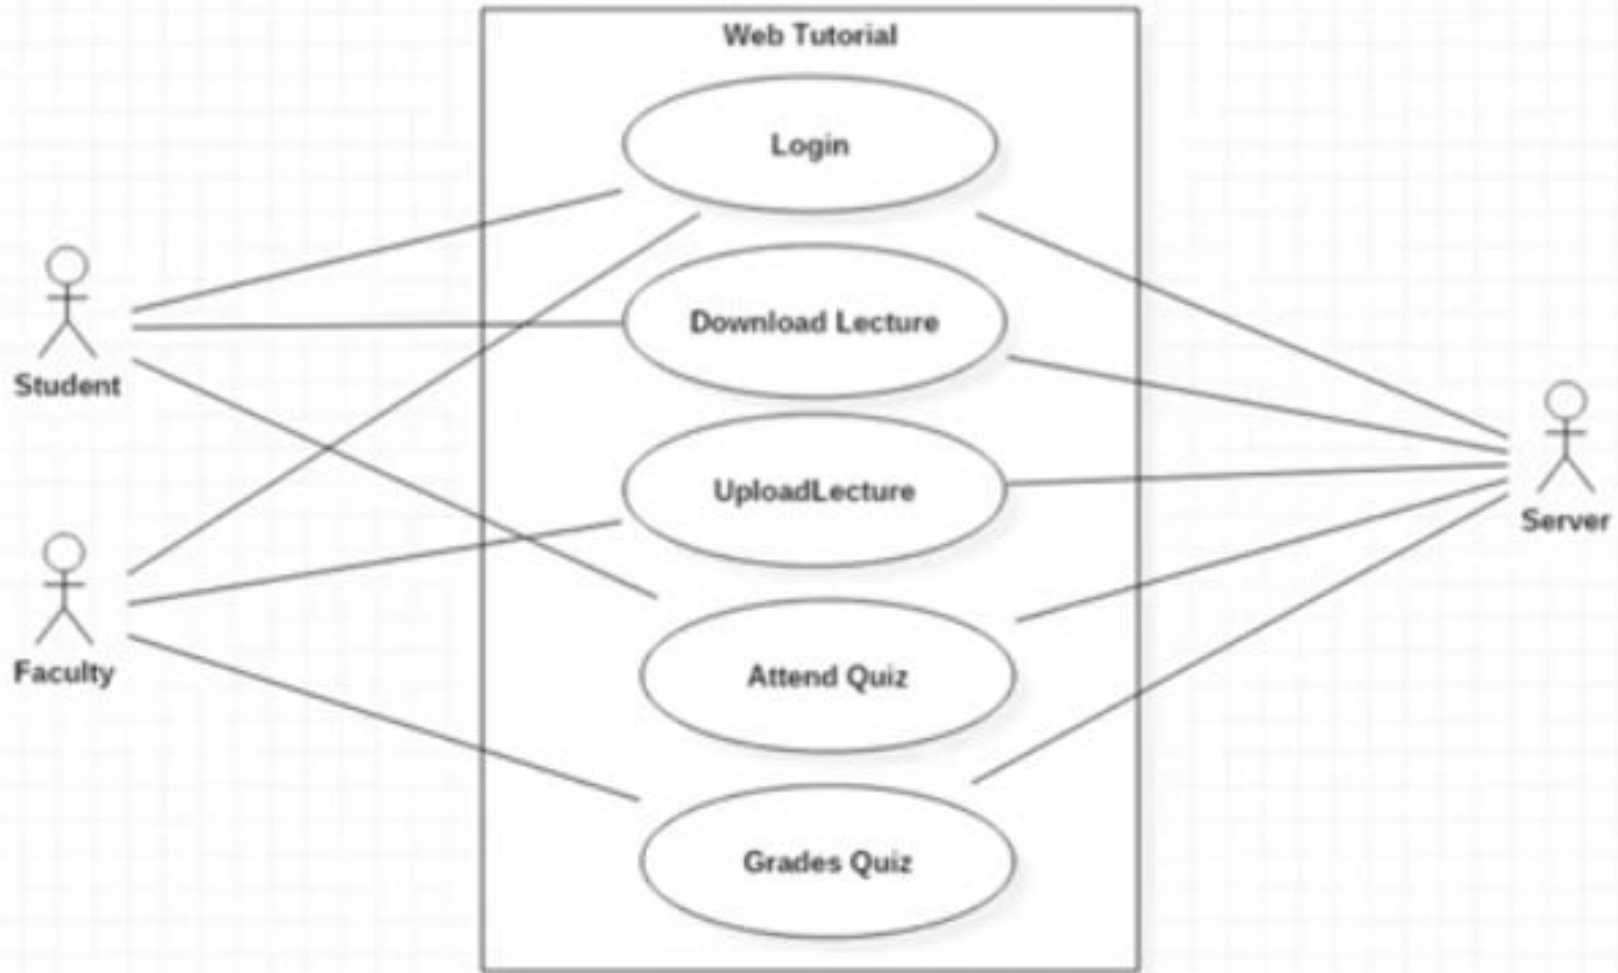 Web Tutorial
Login
Download Lecture
Student
UploadLecture
Server
Faculty
Attend Quiz
Grades Quiz